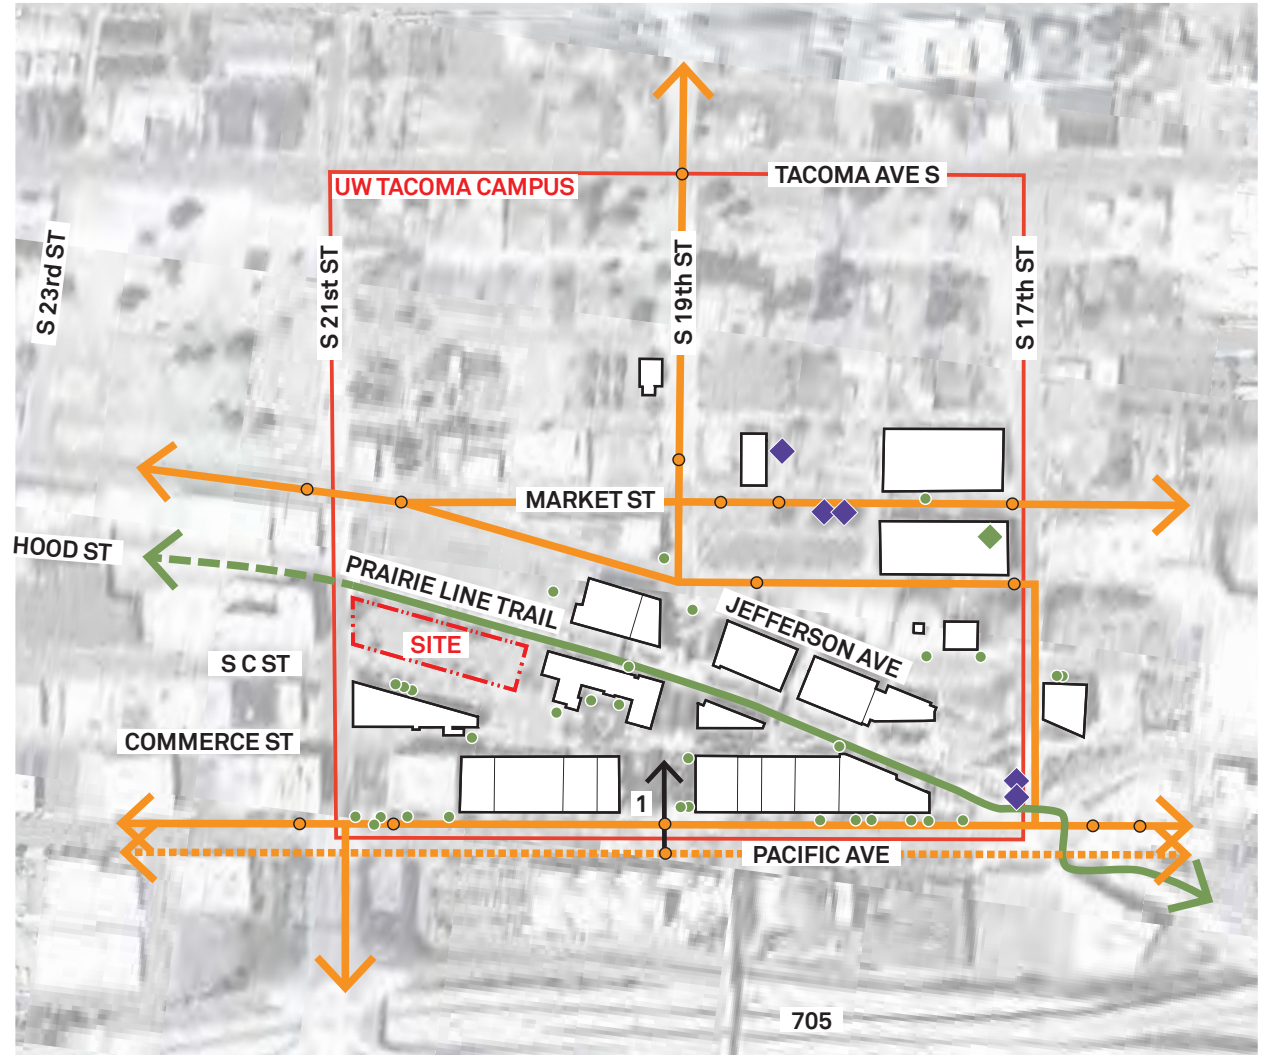 TACOMA AVE S
UW TACOMA CAMPUS
S 23rd ST
S 21st ST
S 19th ST
S 17th ST
MARKET ST
HOOD ST
PRAIRIE LINE TRAIL
JEFFERSON AVE
SITE
S C ST
COMMERCE ST
1
PACIFIC AVE
705